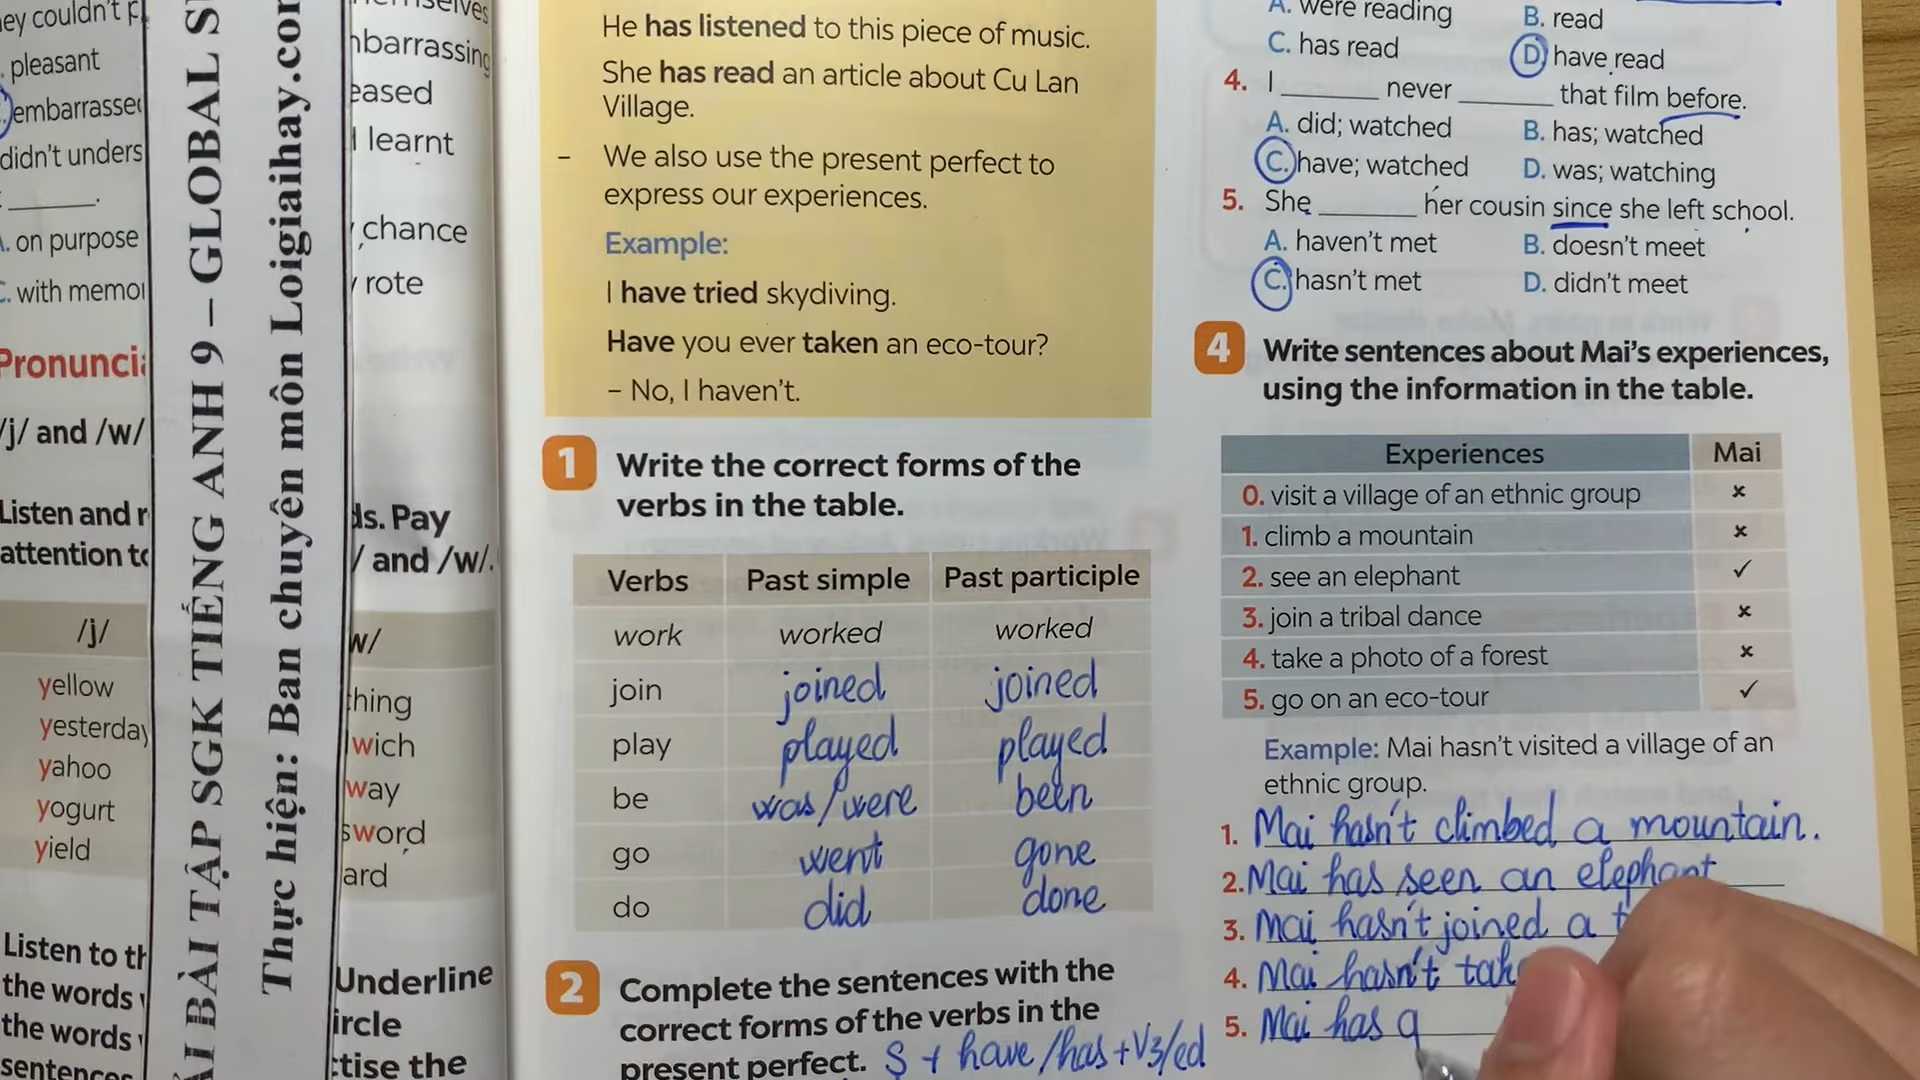 ey couldn't
pleasant
embarrassed
didn't unders
on purpose
C. with memor
Pronuncia
/j/ and /w/
Listen and r
attention to
/j/
yellow
yesterday
yahoo
yogurt
yield
Listen to th
the words
the words
sentences
BÀI TẬP SGK TIẾNG ANH 9 – GLOBAL S
Thực hiện: Ban chuyên môn Loigiaihay.com
mbarrassing
eased
learnt
chance
rote
ds. Pay
/ and /w/.
w/
hing
wich
way
sword
ard
Underline
ircle
tise the
He has listened to this piece of music.
She has read an article about Cu Lan
Village.
– We also use the present perfect to
express our experiences.
Example:
I have tried skydiving.
Have you ever taken an eco-tour?
– No, I haven't.
1 Write the correct forms of the
verbs in the table.
Verbs Past simple Past participle
work worked worked
join joined joined
play played played
be was/were been
go went gone
do did done
2 Complete the sentences with the
correct forms of the verbs in the
present perfect. S + have/has + V3/ed
A. were reading B. read
C. has read D. have read
4. I ______ never ______ that film before.
A. did; watched B. has; watched
C. have; watched D. was; watching
5. She ______ her cousin since she left school.
A. haven't met B. doesn't meet
C. hasn't met D. didn't meet
4 Write sentences about Mai's experiences,
using the information in the table.
Experiences Mai
0. visit a village of an ethnic group ×
1. climb a mountain ×
2. see an elephant ✓
3. join a tribal dance ×
4. take a photo of a forest ×
5. go on an eco-tour ✓
Example: Mai hasn't visited a village of an
ethnic group.
1. Mai hasn't climbed a mountain.
2. Mai has seen an elephant
3. Mai hasn't joined a t
4. Mai hasn't tak
5. Mai has g